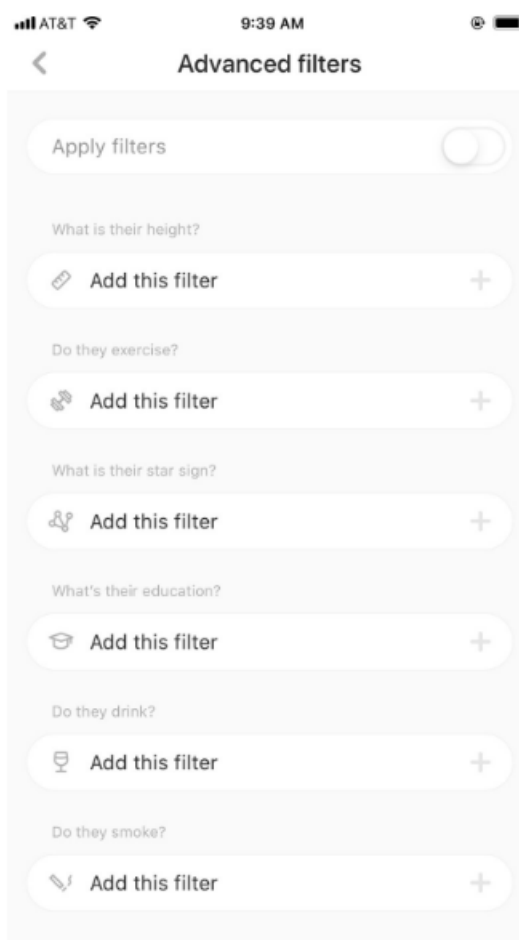 AT&T 9:39 AM
Advanced filters
Apply filters
What is their height?
Add this filter
Do they exercise?
Add this filter
What is their star sign?
Add this filter
What's their education?
Add this filter
Do they drink?
Add this filter
Do they smoke?
Add this filter